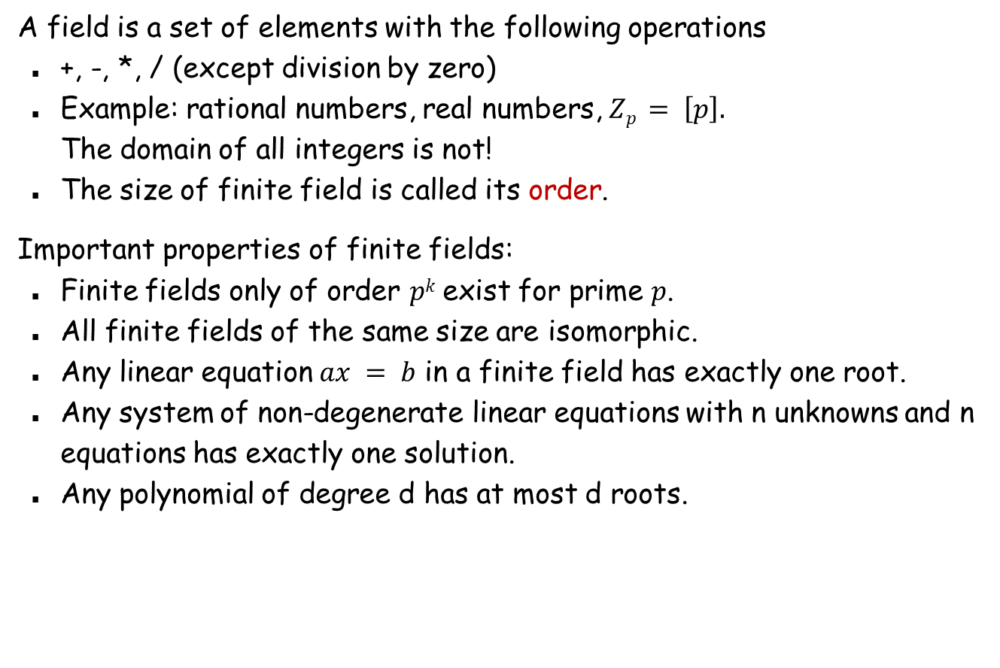 A field is a set of elements with the following operations
▪ +, -, *, / (except division by zero)
▪ Example: rational numbers, real numbers, Zₚ = [p].
The domain of all integers is not!
▪ The size of finite field is called its order.
Important properties of finite fields:
▪ Finite fields only of order pᵏ exist for prime p.
▪ All finite fields of the same size are isomorphic.
▪ Any linear equation ax = b in a finite field has exactly one root.
▪ Any system of non-degenerate linear equations with n unknowns and n
equations has exactly one solution.
▪ Any polynomial of degree d has at most d roots.